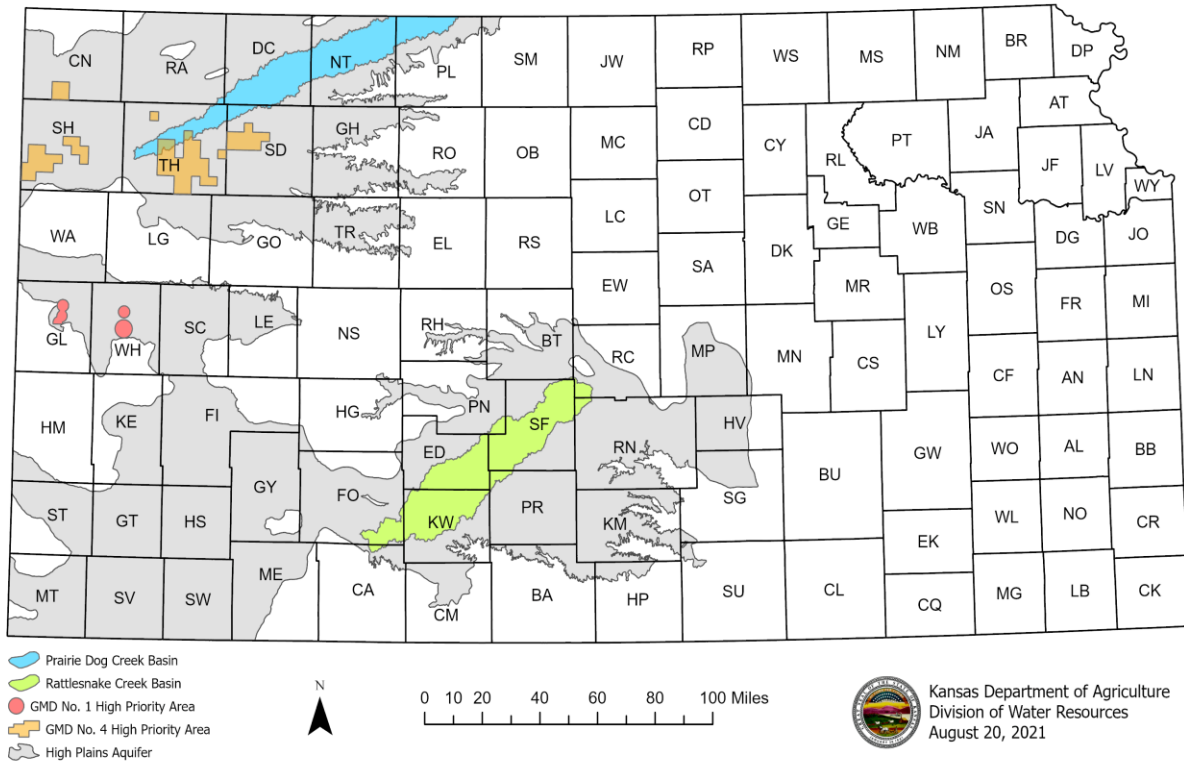 CN
RA
DC
NT
PL
SM
JW
RP
WS
MS
NM
BR
DP
SH
TH
SD
GH
RO
OB
MC
CD
CY
RL
PT
JA
AT
JF
LV
WY
WA
LG
GO
TR
EL
RS
LC
OT
SA
DK
GE
WB
SN
DG
JO
GL
WH
SC
LE
NS
RH
BT
EW
RC
MP
MN
MR
CS
LY
OS
FR
MI
HM
KE
FI
HG
PN
ED
SF
RN
HV
CF
AN
LN
ST
GT
HS
GY
FO
KW
PR
KM
SG
BU
GW
WO
AL
BB
WL
NO
CR
MT
SV
SW
ME
CA
CM
BA
HP
SU
CL
EK
CQ
MG
LB
CK
Prairie Dog Creek Basin
Rattlesnake Creek Basin
GMD No. 1 High Priority Area
GMD No. 4 High Priority Area
High Plains Aquifer
N
0 20 40 60 80 100 Miles
Kansas Department of Agriculture
Division of Water Resources
August 20, 2021